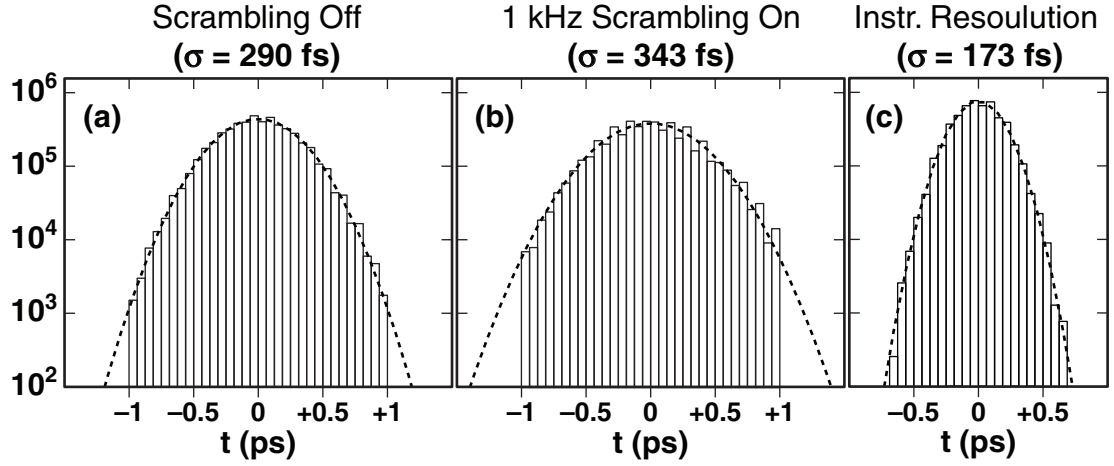 Scrambling Off
(σ = 290 fs)
1 kHz Scrambling On
(σ = 343 fs)
Instr. Resoulution
(σ = 173 fs)
(a)
(b)
(c)
10⁶
10⁵
10⁴
10³
10²
−1 −0.5 0 +0.5 +1
−1 −0.5 0 +0.5 +1
−0.5 0 +0.5
t (ps)
t (ps)
t (ps)